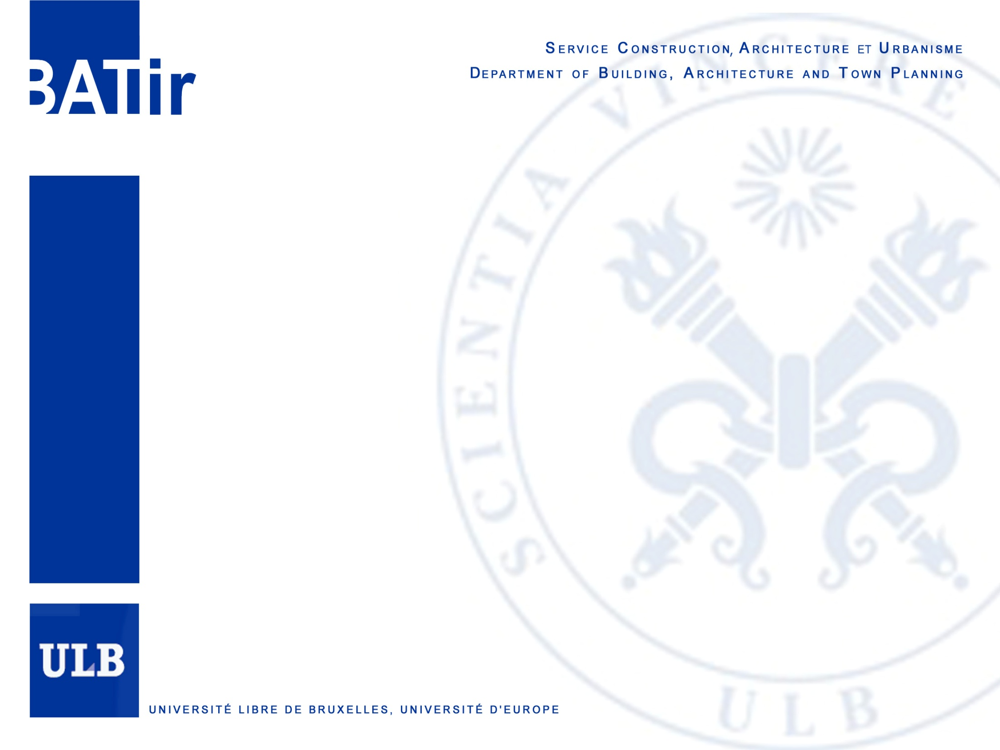 BATir
SERVICE CONSTRUCTION, ARCHITECTURE ET URBANISME
DEPARTMENT OF BUILDING, ARCHITECTURE AND TOWN PLANNING
SCIENTIA VINCERE
ULB
ULB
UNIVERSITÉ LIBRE DE BRUXELLES, UNIVERSITÉ D'EUROPE